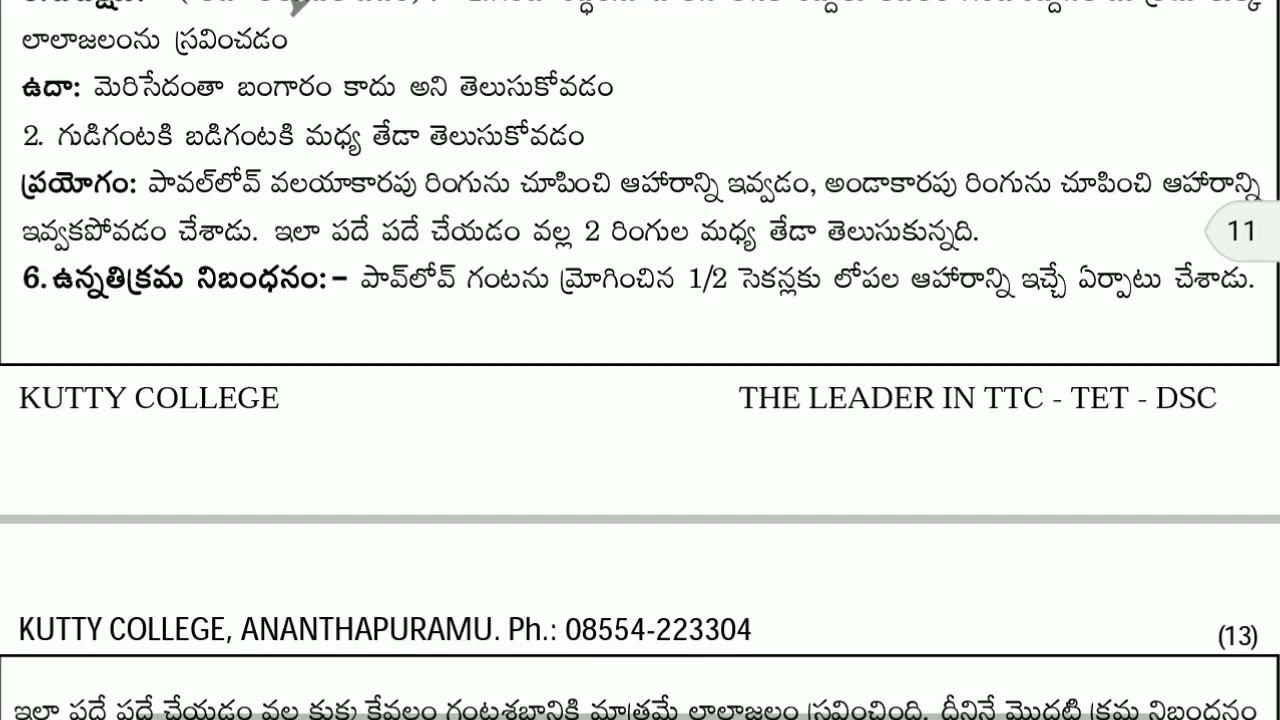 లాలాజలంను స్రవించడం
ఉదా: మెరిసేదంతా బంగారం కాదు అని తెలుసుకోవడం
2. గుడిగంటకి బడిగంటకి మధ్య తేడా తెలుసుకోవడం
ప్రయోగం: పావల్‌లోవ్ వలయాకారపు రింగును చూపించి ఆహారాన్ని ఇవ్వడం, అండాకారపు రింగును చూపించి ఆహారాన్ని
ఇవ్వకపోవడం చేశాడు. ఇలా పదే పదే చేయడం వల్ల 2 రింగుల మధ్య తేడా తెలుసుకున్నది.
11
6. ఉన్నతిక్రమ నిబంధనం:– పావ్‌లోవ్ గంటను మ్రోగించిన 1/2 సెకన్లకు లోపల ఆహారాన్ని ఇచ్చే ఏర్పాటు చేశాడు.
KUTTY COLLEGE THE LEADER IN TTC - TET - DSC
KUTTY COLLEGE, ANANTHAPURAMU. Ph.: 08554-223304 (13)
ఇలా పదే పదే చేయడం వల్ల కుక్క కేవలం గంటశబ్దానికి మాత్రమే లాలాజలం స్రవించింది. దీనినే మొదటి క్రమ నిబంధనం